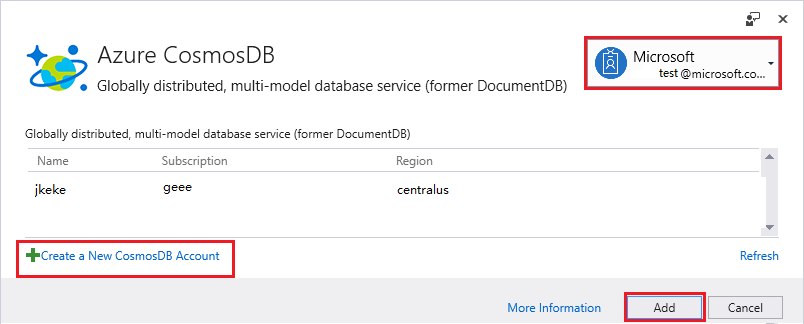 Azure CosmosDB
Globally distributed, multi-model database service (former DocumentDB)
Microsoft
test @microsoft.co...
Globally distributed, multi-model database service (former DocumentDB)
Name Subscription Region
jkeke geee centralus
Create a New CosmosDB Account Refresh
More Information Add Cancel